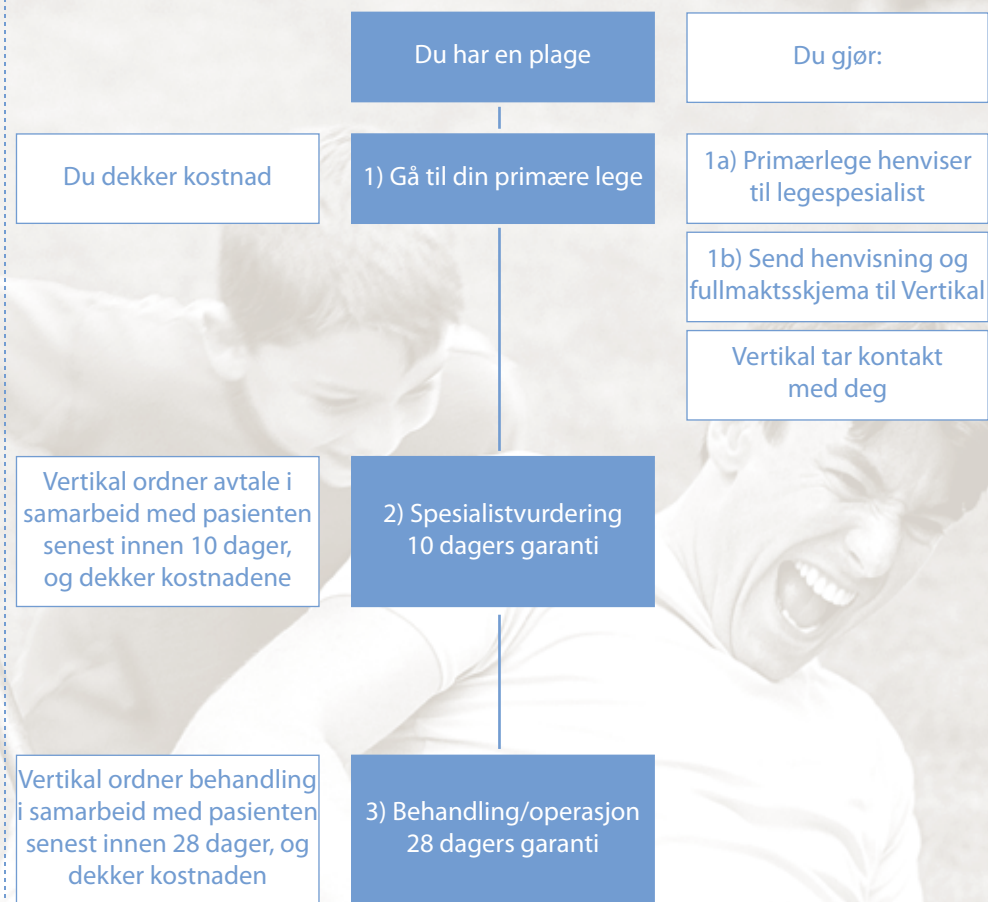 Du har en plage
Du gjør:
Du dekker kostnad
1) Gå til din primære lege
1a) Primærlege henviser
til legespesialist
1b) Send henvisning og
fullmaktsskjema til Vertikal
Vertikal tar kontakt
med deg
Vertikal ordner avtale i
samarbeid med pasienten
senest innen 10 dager,
og dekker kostnadene
2) Spesialistvurdering
10 dagers garanti
Vertikal ordner behandling
i samarbeid med pasienten
senest innen 28 dager, og
dekker kostnaden
3) Behandling/operasjon
28 dagers garanti